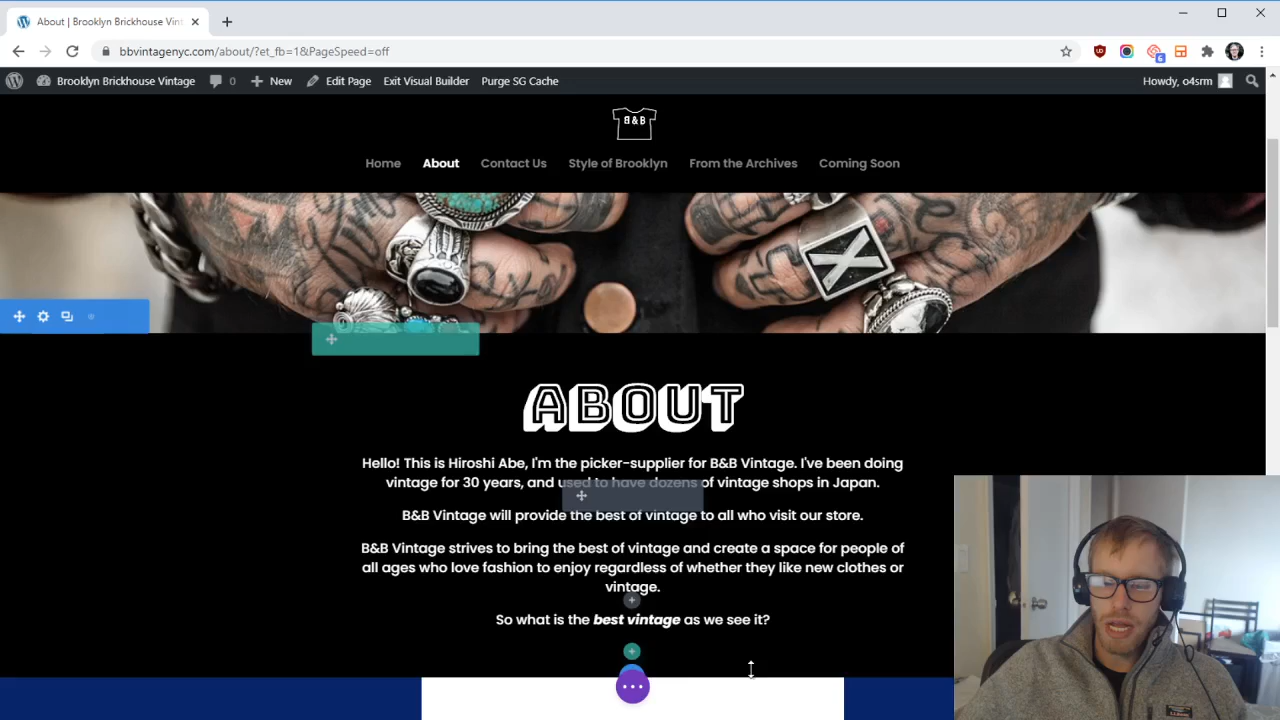 About | Brooklyn Brickhouse Vint
bbvintagenyc.com/about/?et_fb=1&PageSpeed=off
6
Brooklyn Brickhouse Vintage 0 New Edit Page Exit Visual Builder Purge SG Cache Howdy, o4srm
B&B
Home About Contact Us Style of Brooklyn From the Archives Coming Soon
ABOUT
Hello! This is Hiroshi Abe, I'm the picker-supplier for B&B Vintage. I've been doing
vintage for 30 years, and used to have dozens of vintage shops in Japan.
B&B Vintage will provide the best of vintage to all who visit our store.
B&B Vintage strives to bring the best of vintage and create a space for people of
all ages who love fashion to enjoy regardless of whether they like new clothes or
vintage.
So what is the best vintage as we see it?